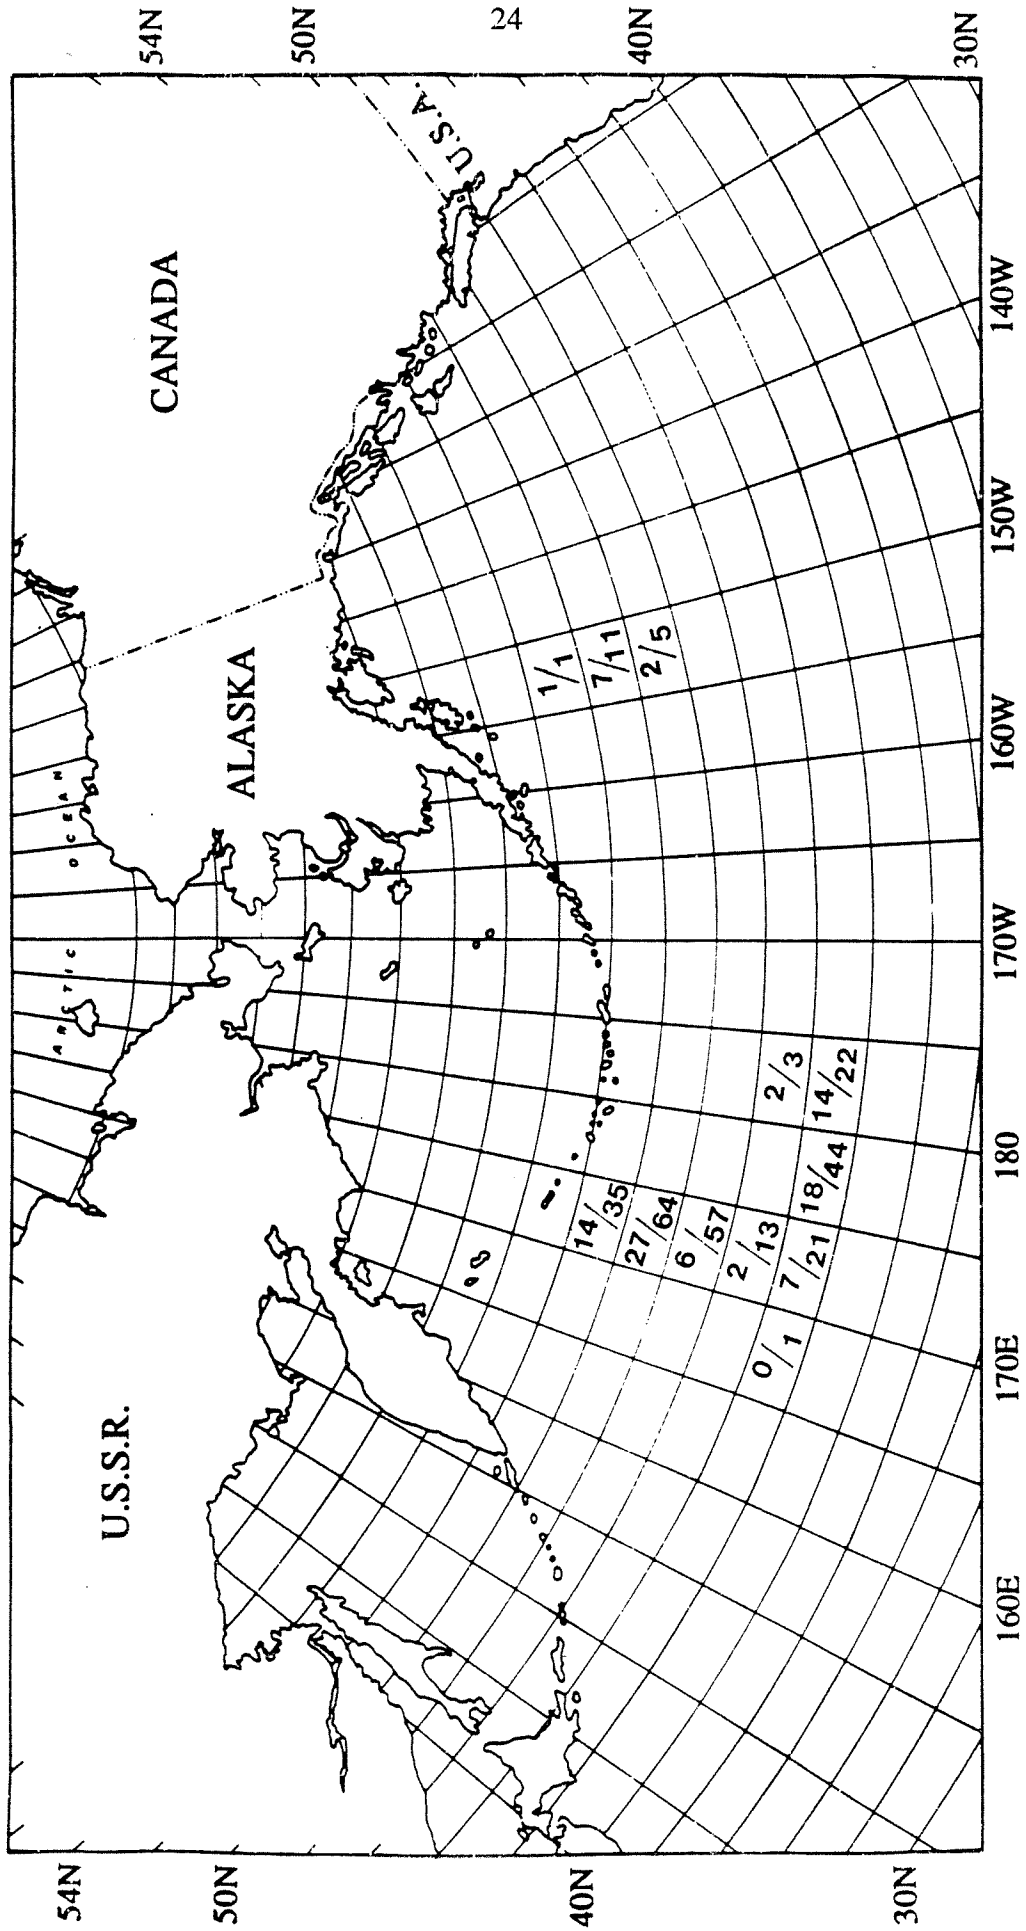 54N
50N
24
40N
30N
CANADA
U.S.A.
ALASKA
U.S.S.R.
ARCTIC OCEAN
1/1
7/11
2/5
2/3
14/22
14/35
27/64
6/57
2/13
18/44
7/21
0/1
54N
50N
40N
30N
160E
170E
180
170W
160W
150W
140W